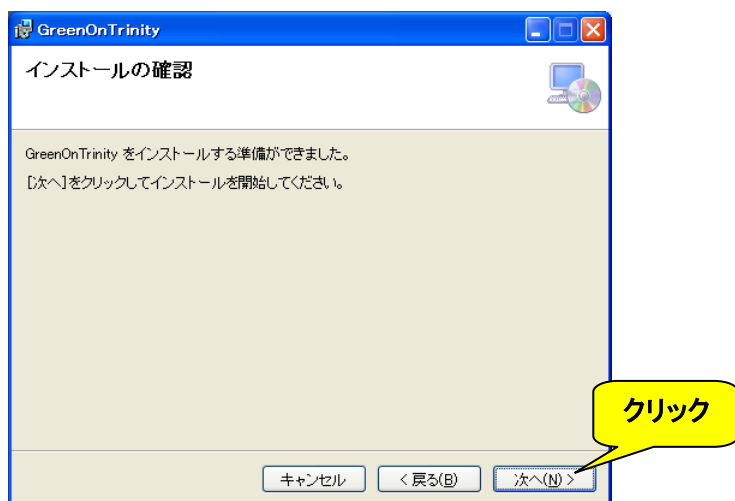 GreenOnTrinity
インストールの確認
GreenOnTrinity をインストールする準備ができました。
[次へ]をクリックしてインストールを開始してください。
クリック
キャンセル
< 戻る(B)
次へ(N) >